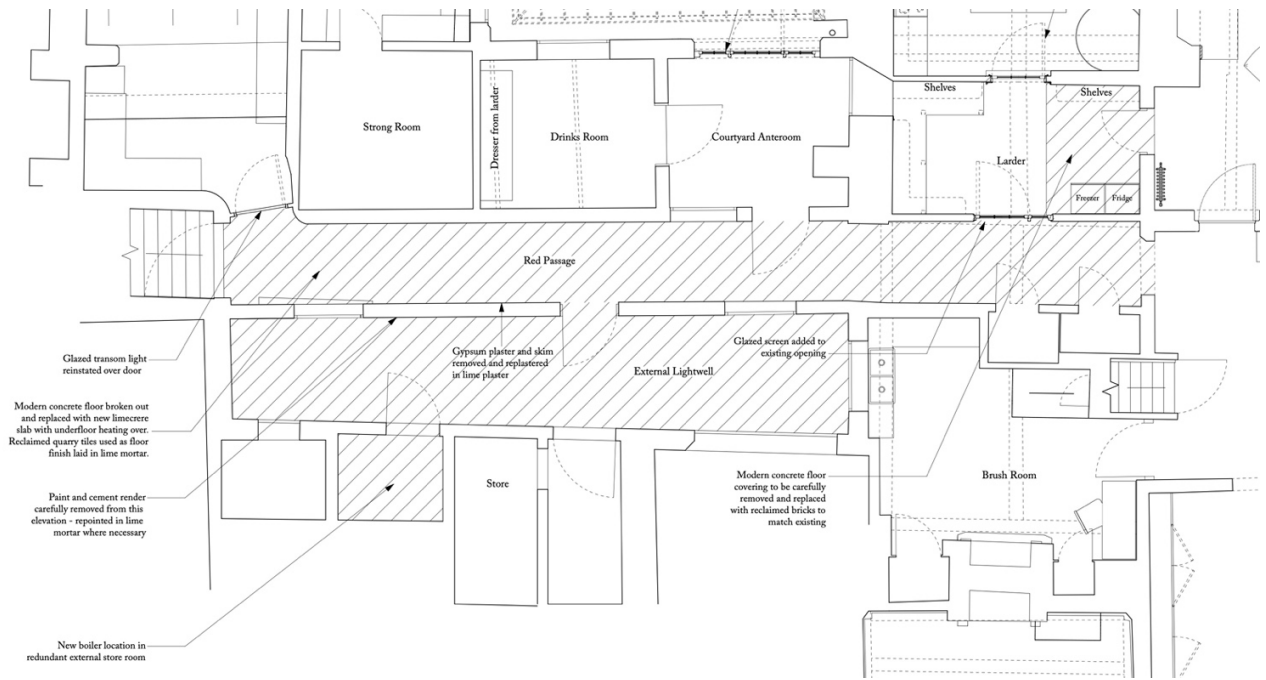 Shelves
Shelves
Strong Room
Dresser from larder
Drinks Room
Courtyard Anteroom
Larder
Freezer
Fridge
Red Passage
Glazed transom light
reinstated over door
Gypsum plaster and skim
removed and replastered
in lime plaster
Glazed screen added to
existing opening
External Lightwell
Modern concrete floor broken out
and replaced with new limecrere
slab with underfloor heating over.
Reclaimed quarry tiles used as floor
finish laid in lime mortar.
Paint and cement render
carefully removed from this
elevation - repointed in lime
mortar where necessary
Store
Modern concrete floor
covering to be carefully
removed and replaced
with reclaimed bricks to
match existing
Brush Room
New boiler location in
redundant external store room